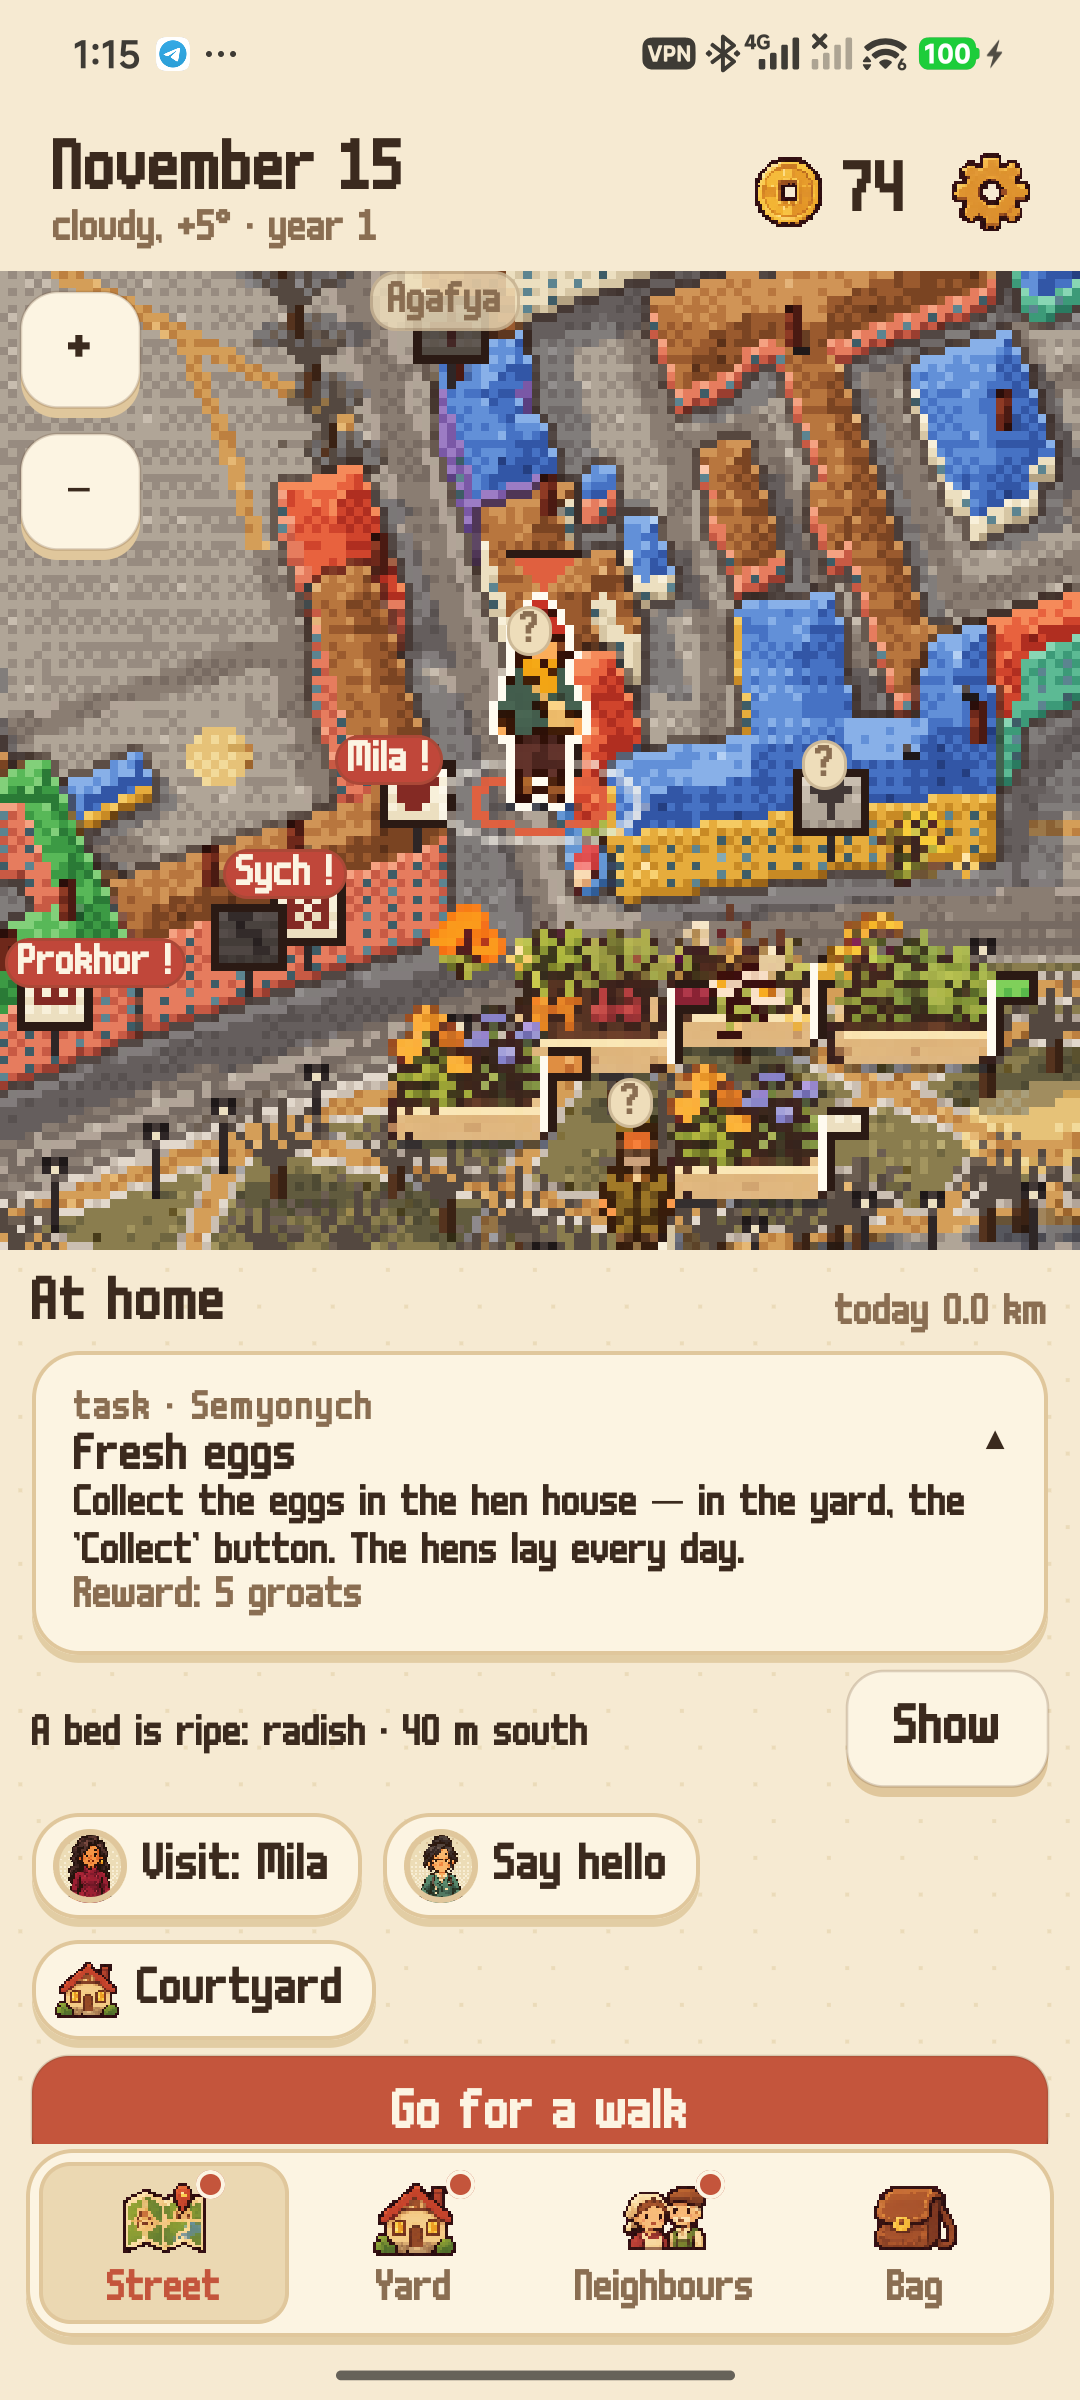 1:15
VPN
4G
6
100
November 15
74
cloudy, +5° · year 1
Agafya
+
–
?
Mila !
?
Sych !
Prokhor !
?
At home
today 0.0 km
task · Semyonych
Fresh eggs
Collect the eggs in the hen house — in the yard, the
'Collect' button. The hens lay every day.
Reward: 5 groats
A bed is ripe: radish · 40 m south
Show
Visit: Mila
Say hello
Courtyard
Go for a walk
Street
Yard
Neighbours
Bag